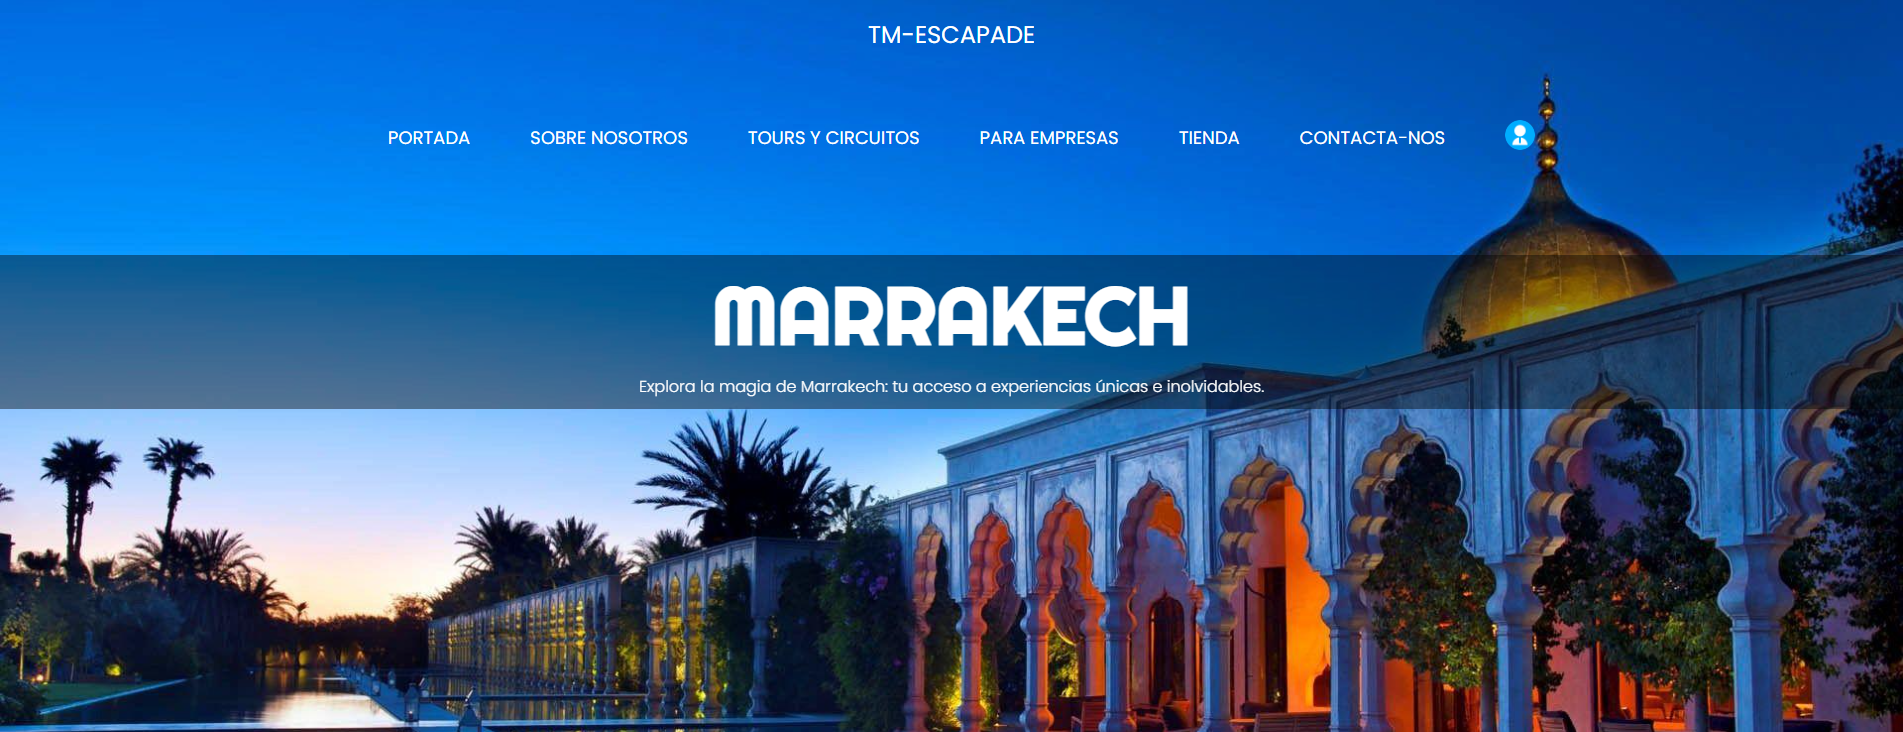 TM-ESCAPADE
PORTADA SOBRE NOSOTROS TOURS Y CIRCUITOS PARA EMPRESAS TIENDA CONTACTA-NOS
MARRAKECH
Explora la magia de Marrakech: tu acceso a experiencias únicas e inolvidables.